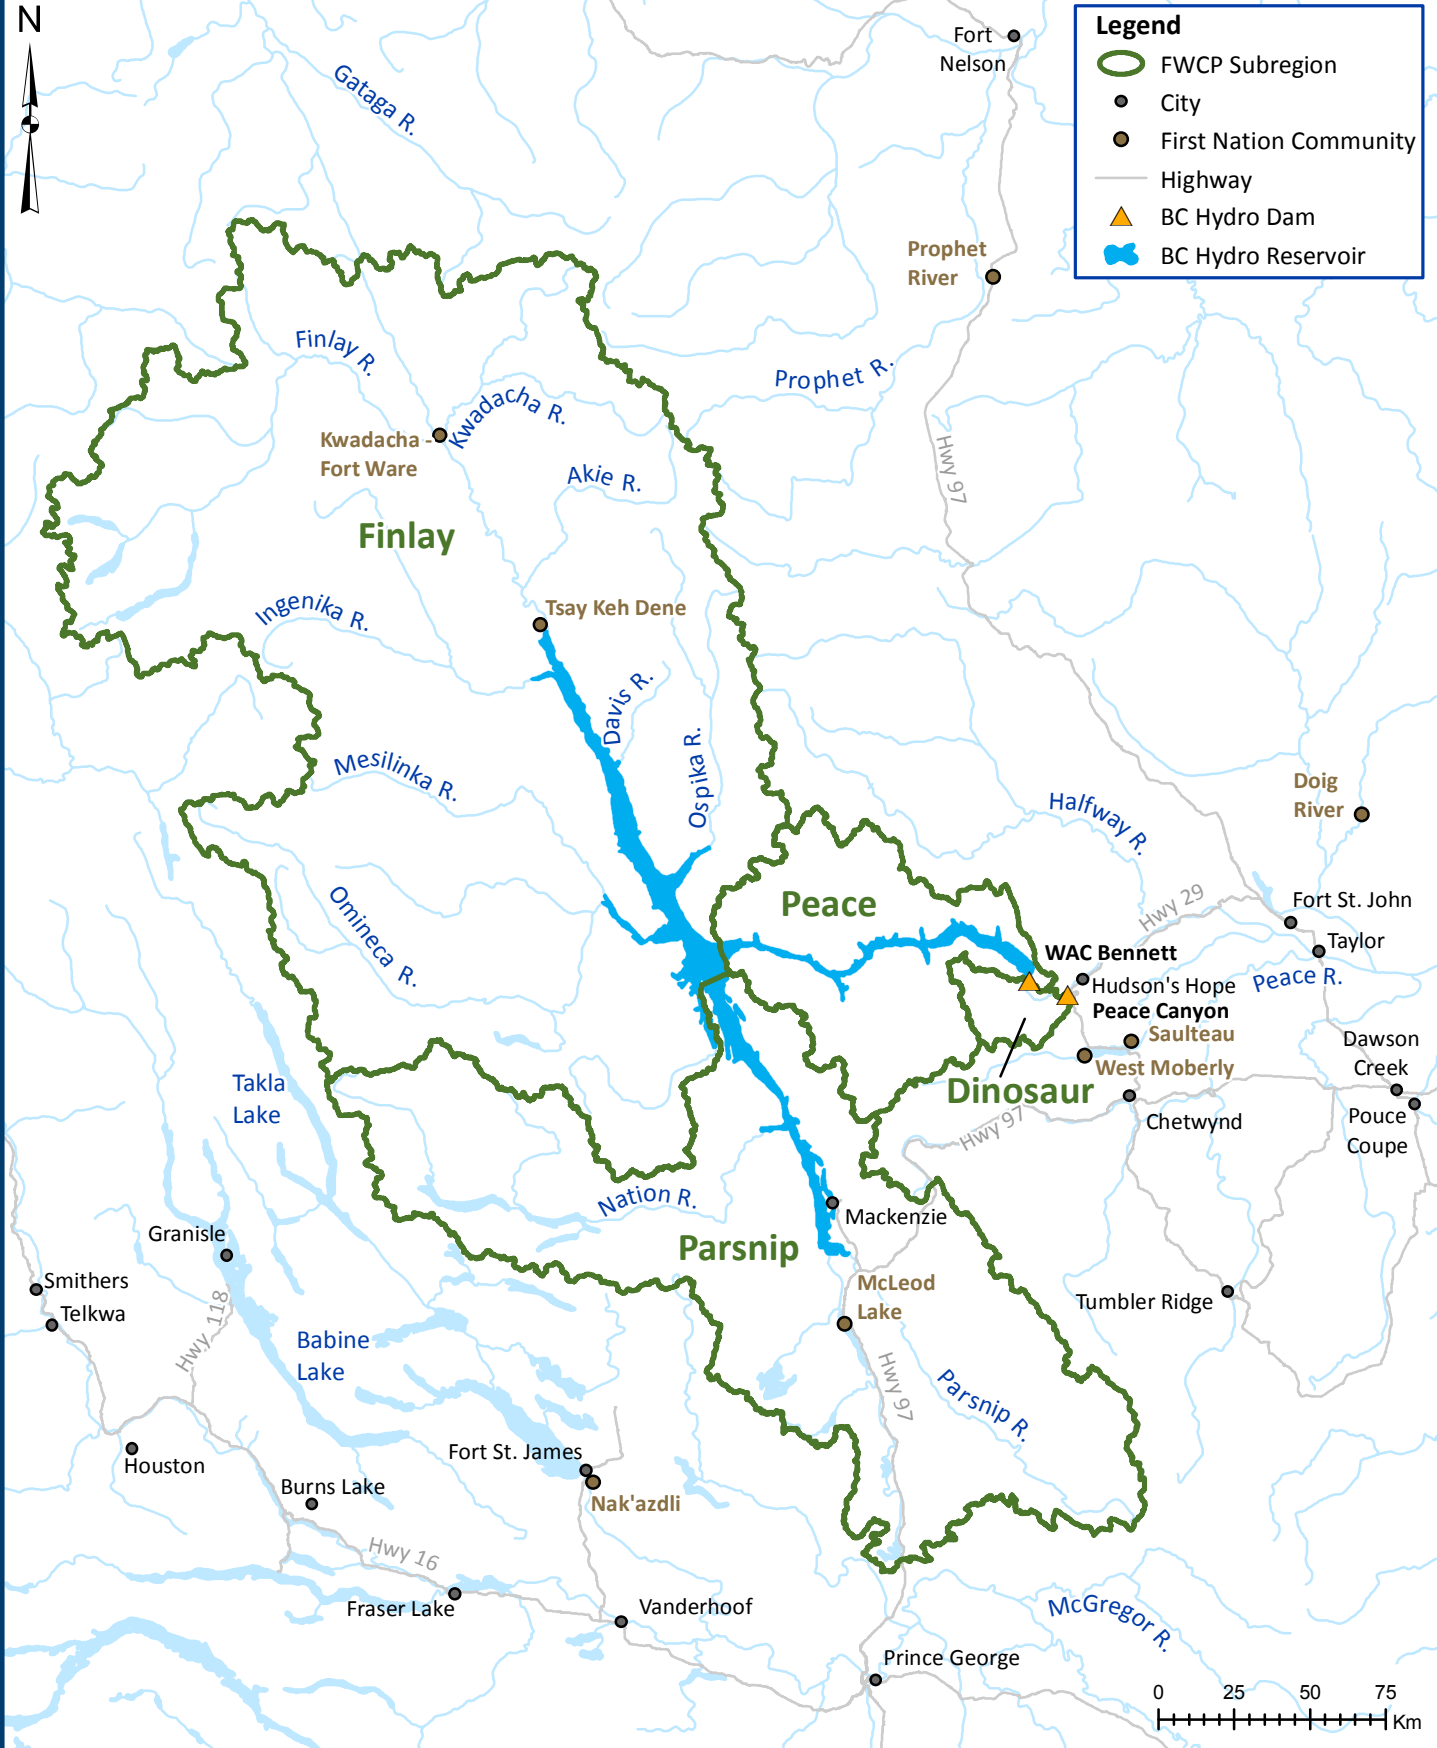 N
Legend
FWCP Subregion
City
First Nation Community
Highway
BC Hydro Dam
BC Hydro Reservoir
Fort
Nelson
Gataga R.
Prophet
River
Finlay R.
Prophet R.
Kwadacha R.
Kwadacha -
Fort Ware
Akie R.
Hwy 97
Finlay
Ingenika R.
Tsay Keh Dene
Davis R.
Ospika R.
Mesilinka R.
Doig
River
Halfway R.
Omineca R.
Peace
Hwy 29
Fort St. John
Taylor
WAC Bennett
Hudson's Hope
Peace R.
Peace Canyon
Saulteau
West Moberly
Dawson
Creek
Dinosaur
Takla
Lake
Pouce
Coupe
Chetwynd
Hwy 97
Nation R.
Mackenzie
Granisle
Parsnip
Smithers
Telkwa
McLeod
Lake
Tumbler Ridge
Hwy 118
Babine
Lake
Hwy 97
Parsnip R.
Houston
Fort St. James
Burns Lake
Nak'azdli
Hwy 16
Fraser Lake
Vanderhoof
McGregor R.
Prince George
0 25 50 75
Km